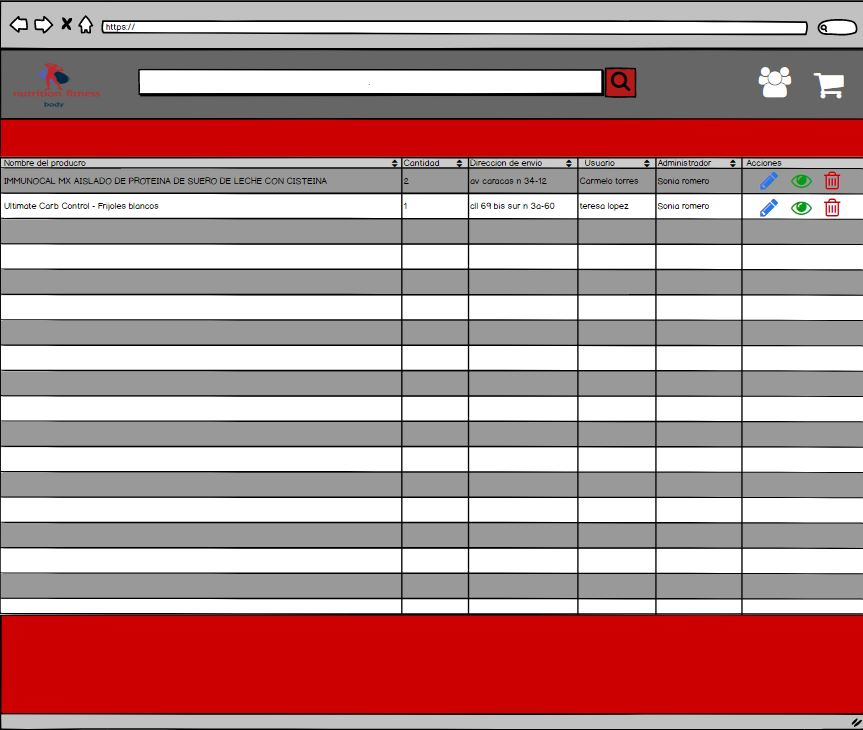 https://
nutrition fitness
body
Nombre del producro Cantidad Direccion de envio Usuario Administrador Acciones
IMMUNOCAL MX AISLADO DE PROTEINA DE SUERO DE LECHE CON CISTEINA 2 av caracas n 34-12 Carmelo torres Sonia romero
Ultimate Carb Control - Frijoles blancos 1 cll 69 bis sur n 3a-60 teresa lopez Sonia romero